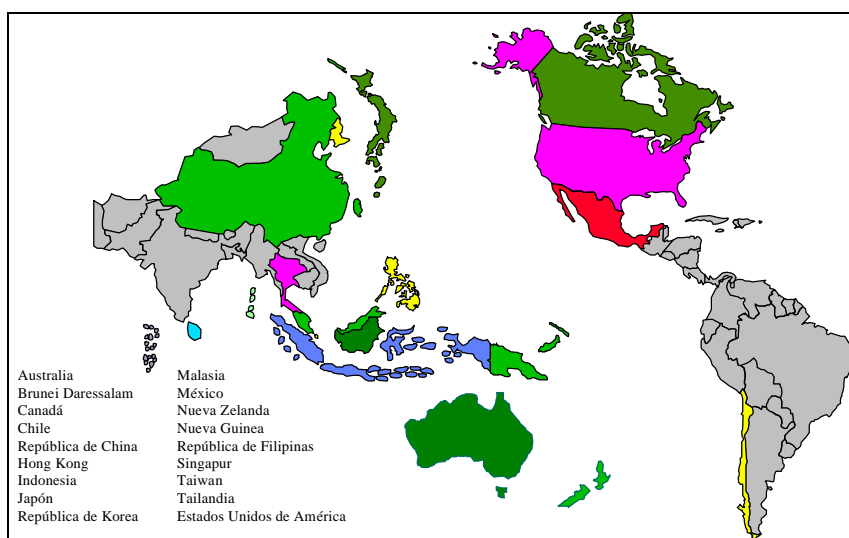 Australia Malasia
Brunei Daressalam México
Canadá Nueva Zelanda
Chile Nueva Guinea
República de China República de Filipinas
Hong Kong Singapur
Indonesia Taiwan
Japón Tailandia
República de Korea Estados Unidos de América